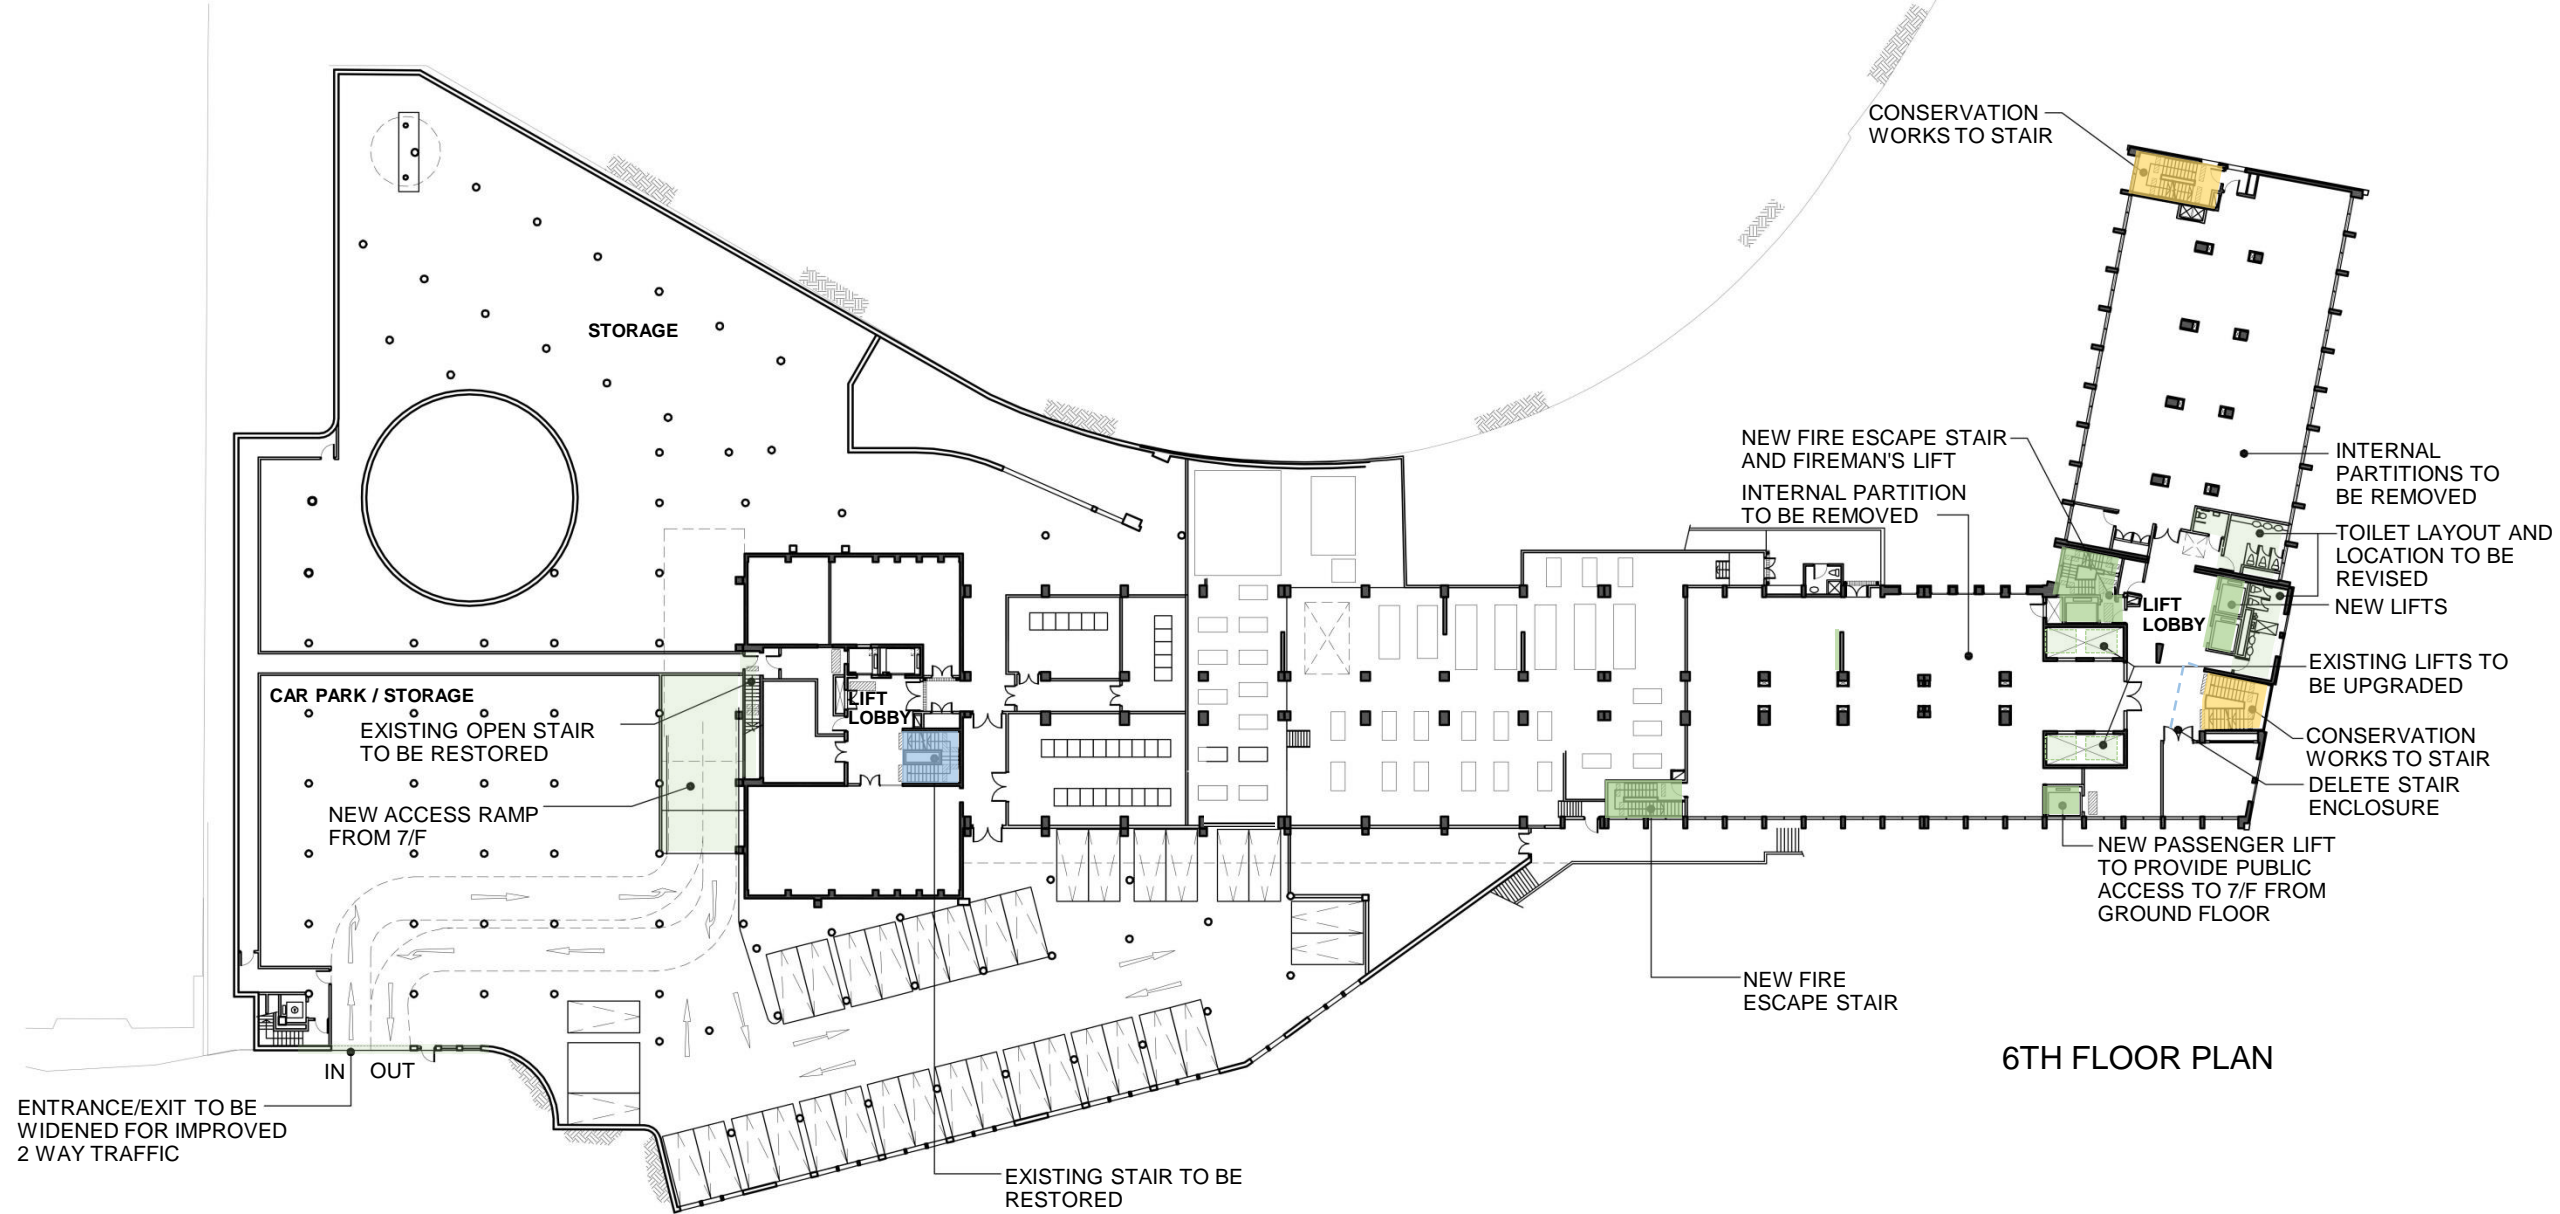 CONSERVATION
WORKS TO STAIR
STORAGE
NEW FIRE ESCAPE STAIR
AND FIREMAN'S LIFT
INTERNAL PARTITION
TO BE REMOVED
INTERNAL
PARTITIONS TO
BE REMOVED
TOILET LAYOUT AND
LOCATION TO BE
REVISED
NEW LIFTS
LIFT
LOBBY
EXISTING LIFTS TO
BE UPGRADED
CONSERVATION
WORKS TO STAIR
DELETE STAIR
ENCLOSURE
NEW PASSENGER LIFT
TO PROVIDE PUBLIC
ACCESS TO 7/F FROM
GROUND FLOOR
CAR PARK / STORAGE
EXISTING OPEN STAIR
TO BE RESTORED
LIFT
LOBBY
NEW ACCESS RAMP
FROM 7/F
NEW FIRE
ESCAPE STAIR
6TH FLOOR PLAN
IN OUT
ENTRANCE/EXIT TO BE
WIDENED FOR IMPROVED
2 WAY TRAFFIC
EXISTING STAIR TO BE
RESTORED